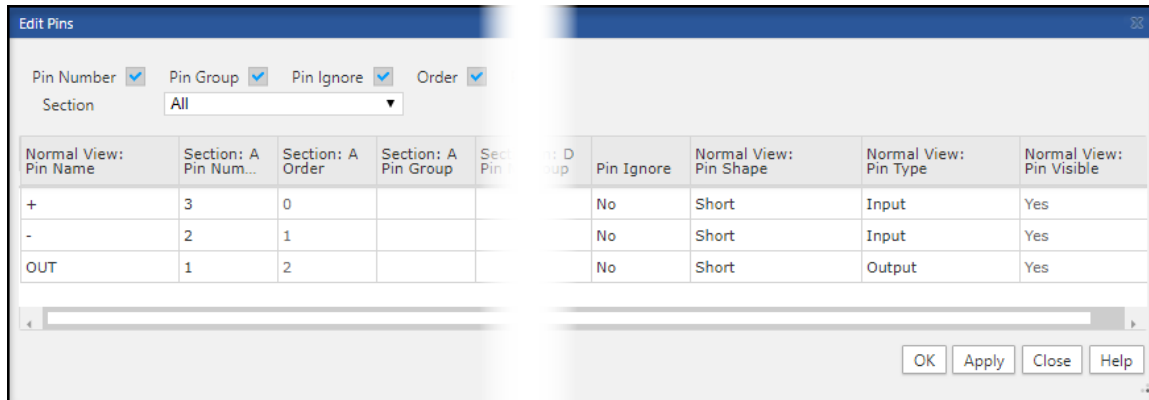 Edit Pins
Pin Number Pin Group Pin Ignore Order
Section All
Normal View: Section: A Section: A Section: A D Normal View: Normal View: Normal View:
Pin Name Pin Num... Order Pin Group Pin Pin Ignore Pin Shape Pin Type Pin Visible
+ 3 0 No Short Input Yes
- 2 1 No Short Input Yes
OUT 1 2 No Short Output Yes
OK Apply Close Help